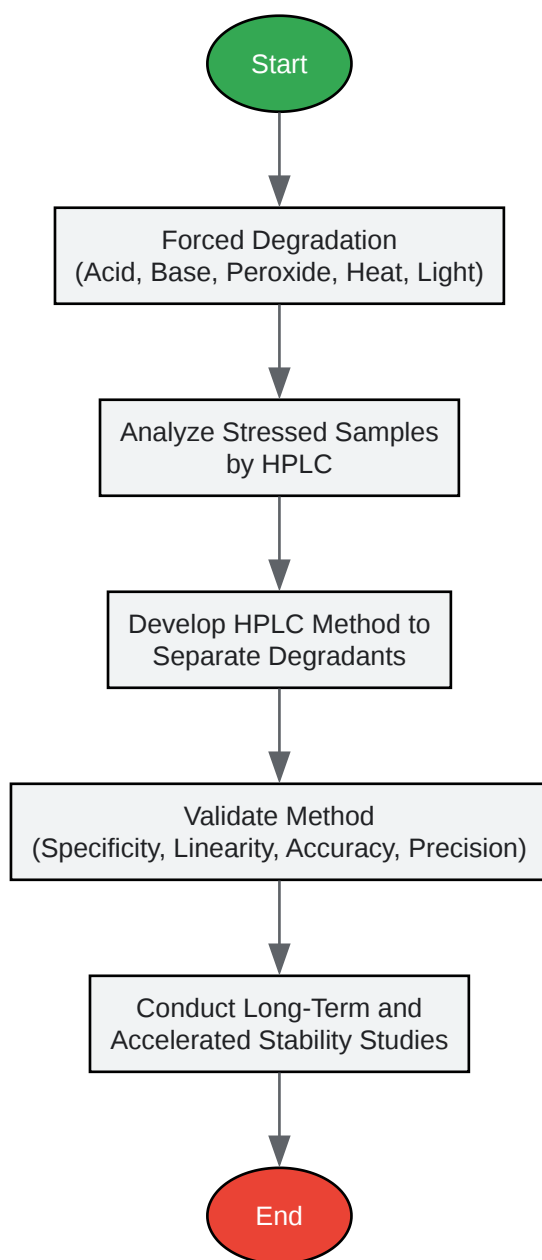 Start
Forced Degradation
(Acid, Base, Peroxide, Heat, Light)
Analyze Stressed Samples
by HPLC
Develop HPLC Method to
Separate Degradants
Validate Method
(Specificity, Linearity, Accuracy, Precision)
Conduct Long-Term and
Accelerated Stability Studies
End